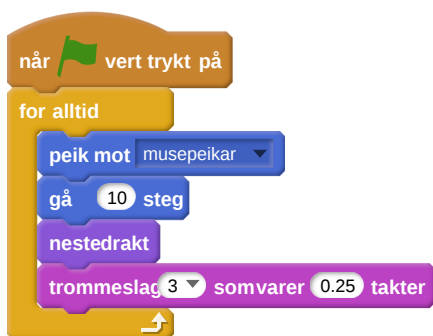 når vert trykt på
for alltid
peik mot musepeikar
gå 10 steg
nestedrakt
trommeslag 3 somvarer 0.25 takter